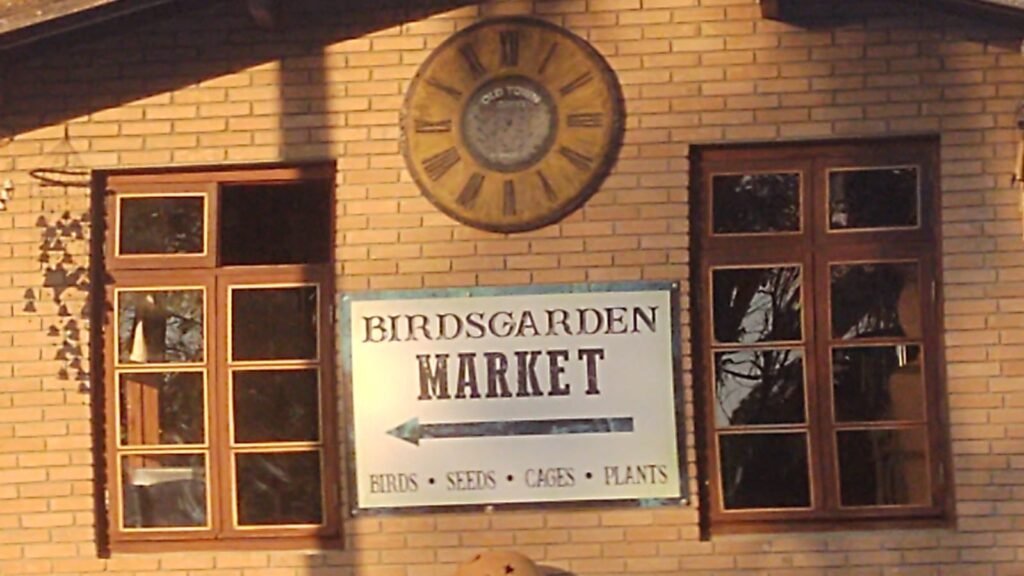 OLD TOWN
BIRDSGARDEN
MARKET
BIRDS • SEEDS • CAGES • PLANTS